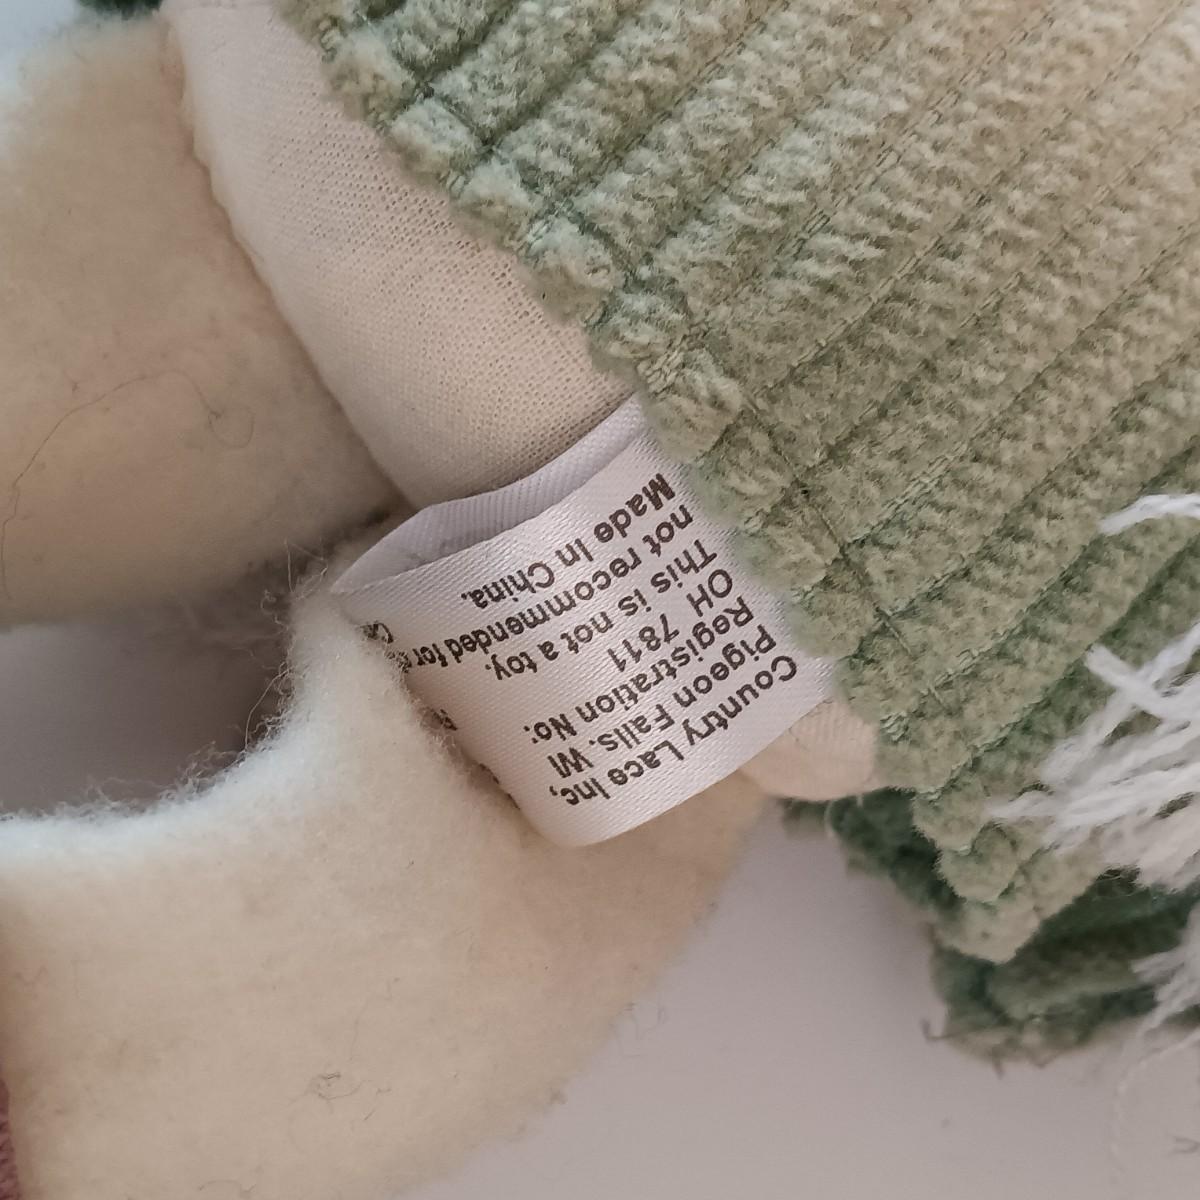 Country Lace Inc,
Pigeon Falls, WI
Registration No:
OH 7811
This is not a toy.
not recommended for
Made In China.